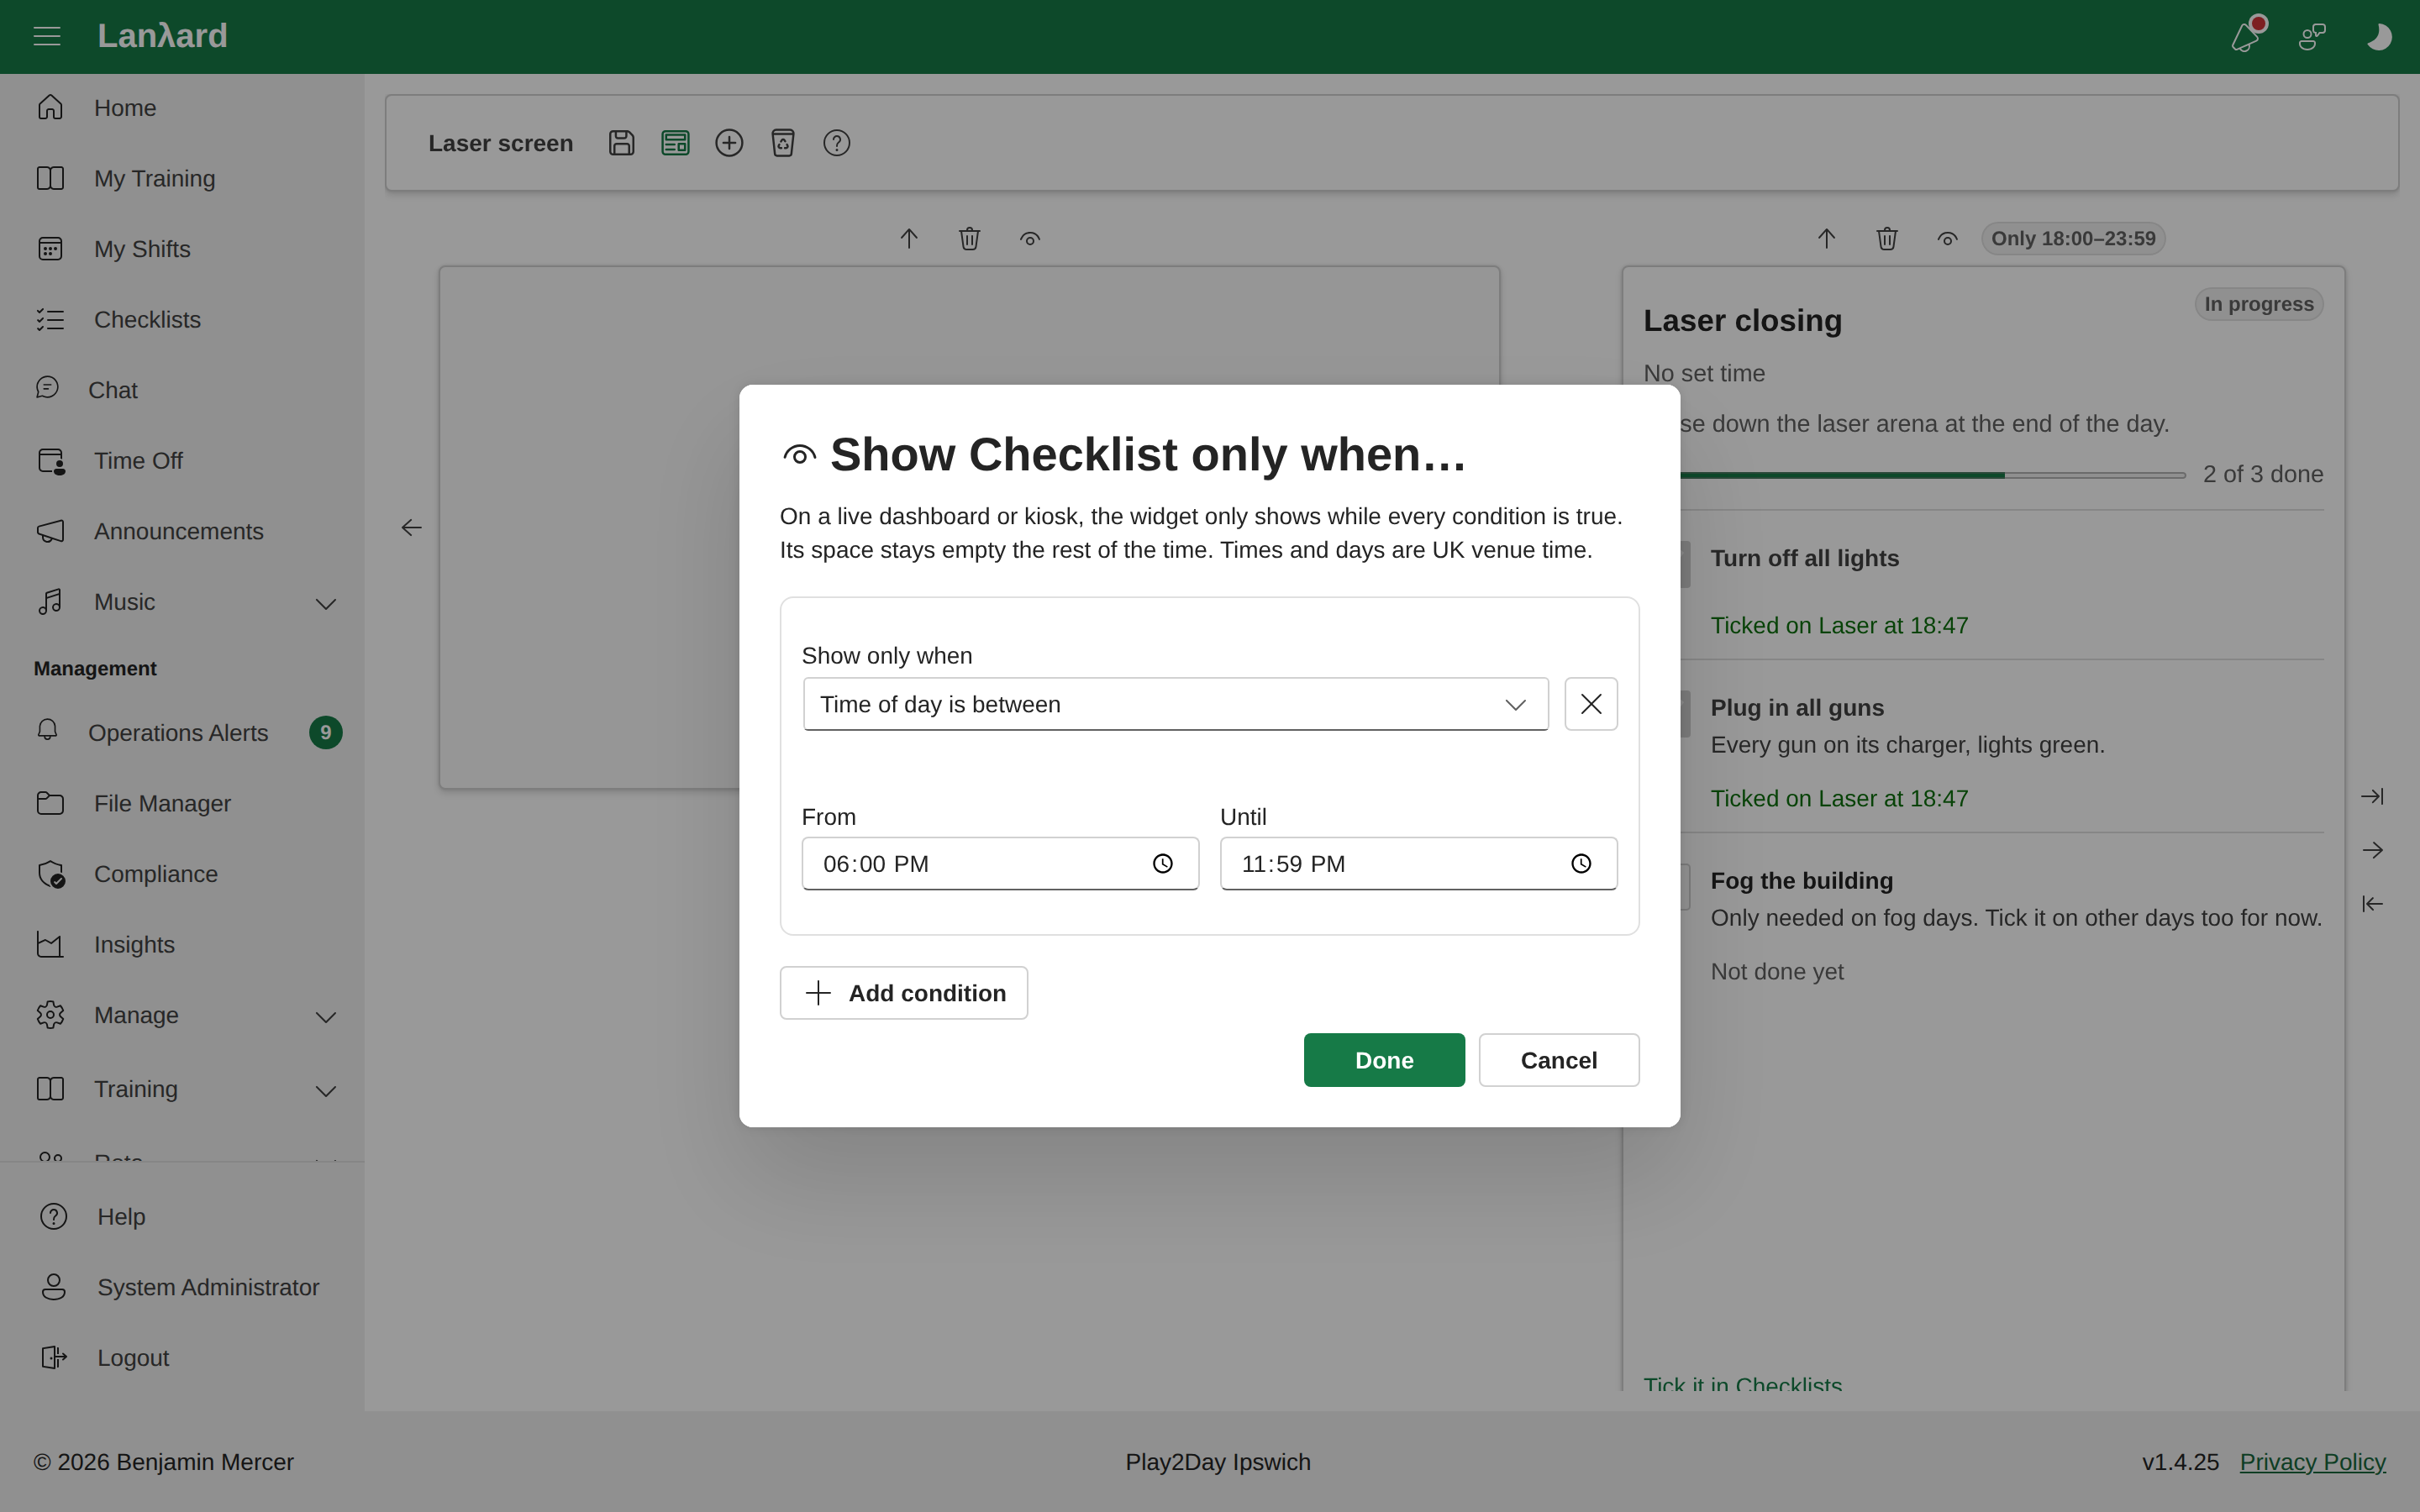 Lanλard
Home
My Training
My Shifts
Checklists
Chat
Time Off
Announcements
Music
Management
Operations Alerts 9
File Manager
Compliance
Insights
Manage
Training
Rota
Help
System Administrator
Logout
Laser screen
Only 18:00–23:59
In progress
Laser closing
No set time
se down the laser arena at the end of the day.
2 of 3 done
Turn off all lights
Ticked on Laser at 18:47
Plug in all guns
Every gun on its charger, lights green.
Ticked on Laser at 18:47
Fog the building
Only needed on fog days. Tick it on other days too for now.
Not done yet
Tick it in Checklists
Show Checklist only when…
On a live dashboard or kiosk, the widget only shows while every condition is true.
Its space stays empty the rest of the time. Times and days are UK venue time.
Show only when
Time of day is between
From
Until
06:00 PM
11:59 PM
Add condition
Done
Cancel
© 2026 Benjamin Mercer
Play2Day Ipswich
v1.4.25 Privacy Policy